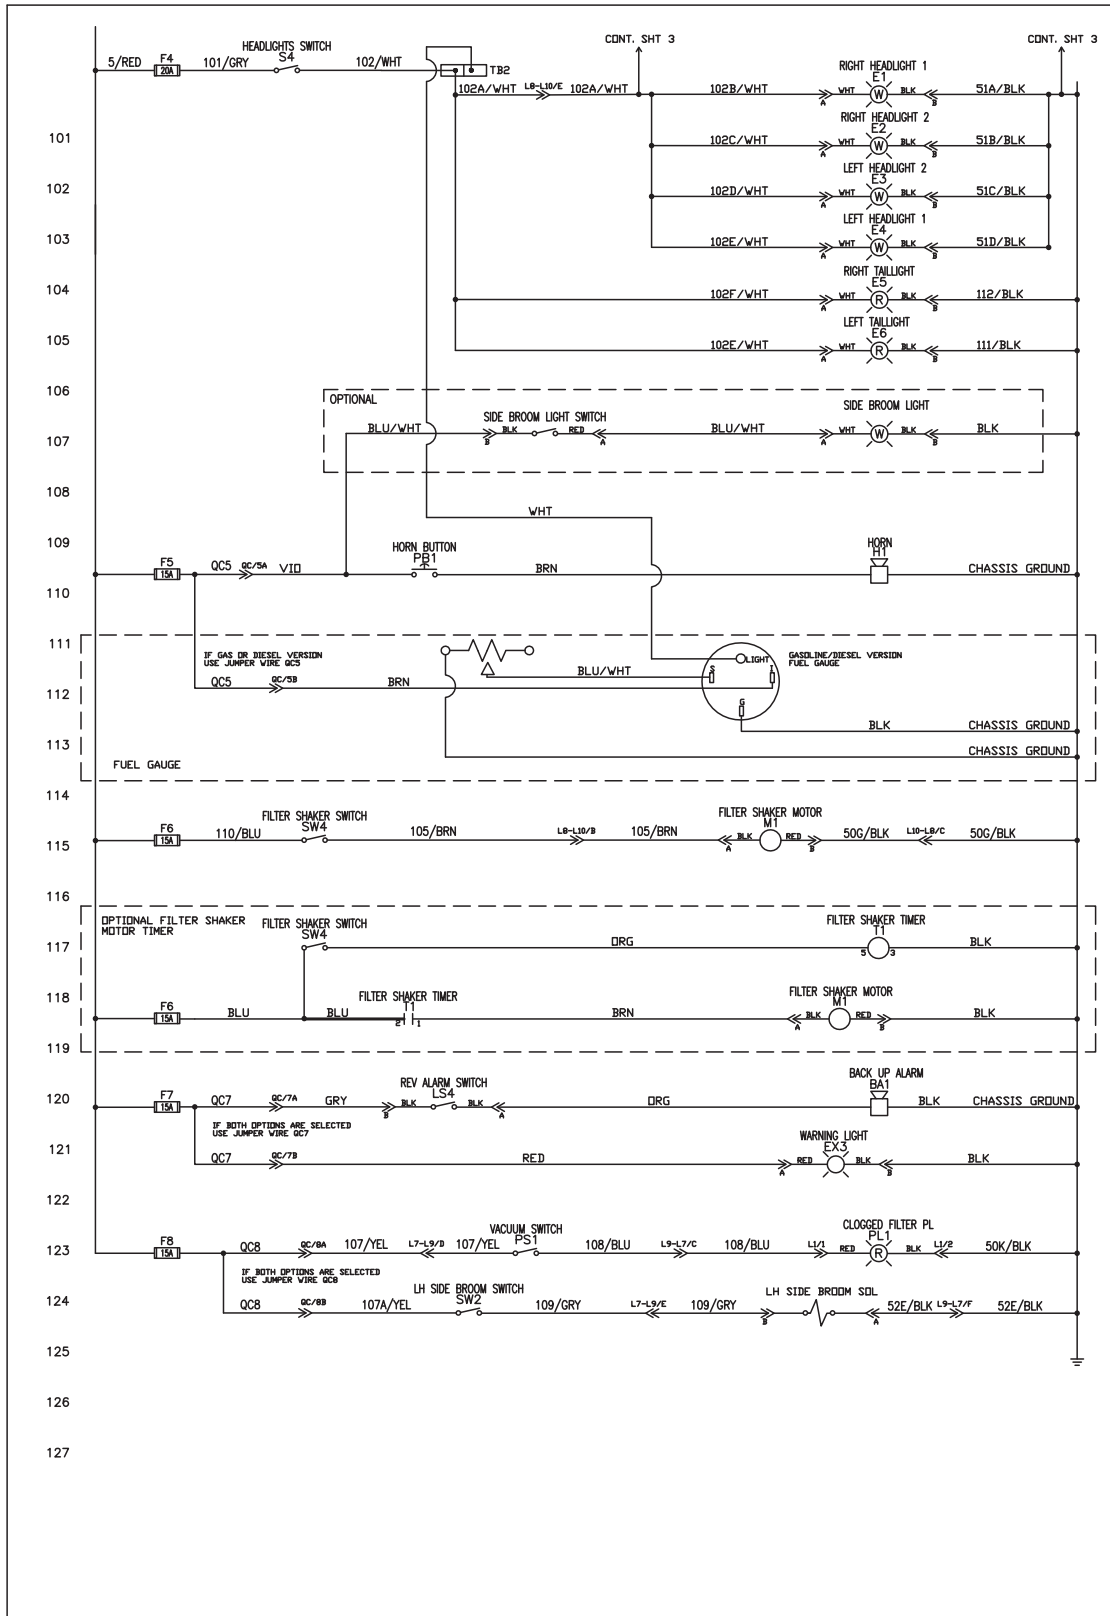 CONT. SHT 3
CONT. SHT 3
HEADLIGHTS SWITCH
S4
5/RED
F4
20A
101/GRY
102/WHT
TB2
102A/WHT
L8-L10/E
102A/WHT
RIGHT HEADLIGHT 1
E1
102B/WHT
A
WHT
W
BLK
B
51A/BLK
101
RIGHT HEADLIGHT 2
E2
102C/WHT
A
WHT
W
BLK
B
51B/BLK
102
LEFT HEADLIGHT 2
E3
102D/WHT
A
WHT
W
BLK
B
51C/BLK
103
LEFT HEADLIGHT 1
E4
102E/WHT
A
WHT
W
BLK
B
51D/BLK
104
RIGHT TAILLIGHT
E5
102F/WHT
A
WHT
R
BLK
B
112/BLK
105
LEFT TAILLIGHT
E6
102E/WHT
A
WHT
R
BLK
B
111/BLK
106
OPTIONAL
107
SIDE BROOM LIGHT SWITCH
SIDE BROOM LIGHT
BLU/WHT
B
BLK
RED
A
BLU/WHT
A
WHT
W
BLK
B
BLK
108
WHT
109
HORN BUTTON
PB1
HORN
H1
F5
15A
QC5
QC/5A
VIO
BRN
CHASSIS GROUND
110
111
IF GAS OR DIESEL VERSION
USE JUMPER WIRE QC5
LIGHT
GASOLINE/DIESEL VERSION
FUEL GAUGE
BLU/WHT
S
I
112
QC5
QC/5B
BRN
G
BLK
CHASSIS GROUND
113
CHASSIS GROUND
FUEL GAUGE
114
FILTER SHAKER SWITCH
SW4
FILTER SHAKER MOTOR
M1
115
F6
15A
110/BLU
105/BRN
L8-L10/B
105/BRN
A
BLK
RED
B
50G/BLK
L10-L8/C
50G/BLK
116
OPTIONAL FILTER SHAKER
MOTOR TIMER
FILTER SHAKER SWITCH
SW4
FILTER SHAKER TIMER
T1
117
ORG
5
3
BLK
118
FILTER SHAKER TIMER
T1
FILTER SHAKER MOTOR
M1
F6
15A
BLU
BLU
2
1
BRN
A
BLK
RED
B
BLK
119
120
REV ALARM SWITCH
LS4
BACK UP ALARM
BA1
F7
15A
QC7
QC/7A
GRY
B
BLK
BLK
A
ORG
BLK
CHASSIS GROUND
IF BOTH OPTIONS ARE SELECTED
USE JUMPER WIRE QC7
121
WARNING LIGHT
EX3
QC7
QC/7B
RED
A
RED
BLK
B
BLK
122
VACUUM SWITCH
PS1
CLOGGED FILTER PL
PL1
123
F8
15A
QC8
QC/8A
107/YEL
L7-L9/D
107/YEL
108/BLU
L9-L7/C
108/BLU
L1/1
RED
R
BLK
L1/2
50K/BLK
IF BOTH OPTIONS ARE SELECTED
USE JUMPER WIRE QC8
124
LH SIDE BROOM SWITCH
SW2
LH SIDE BROOM SOL
QC8
QC/8B
107A/YEL
109/GRY
L7-L9/E
109/GRY
B
A
52E/BLK
L9-L7/F
52E/BLK
125
126
127